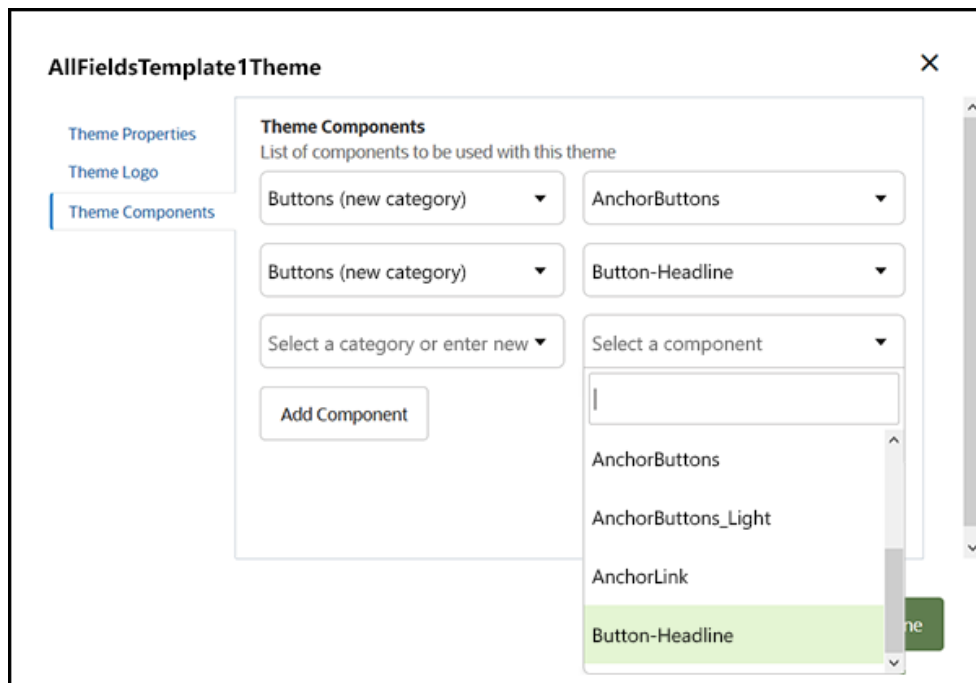 AllFieldsTemplate1Theme
Theme Properties
Theme Logo
Theme Components
Theme Components
List of components to be used with this theme
Buttons (new category)
AnchorButtons
Buttons (new category)
Button-Headline
Select a category or enter new
Select a component
Add Component
AnchorButtons
AnchorButtons_Light
AnchorLink
Button-Headline
ne